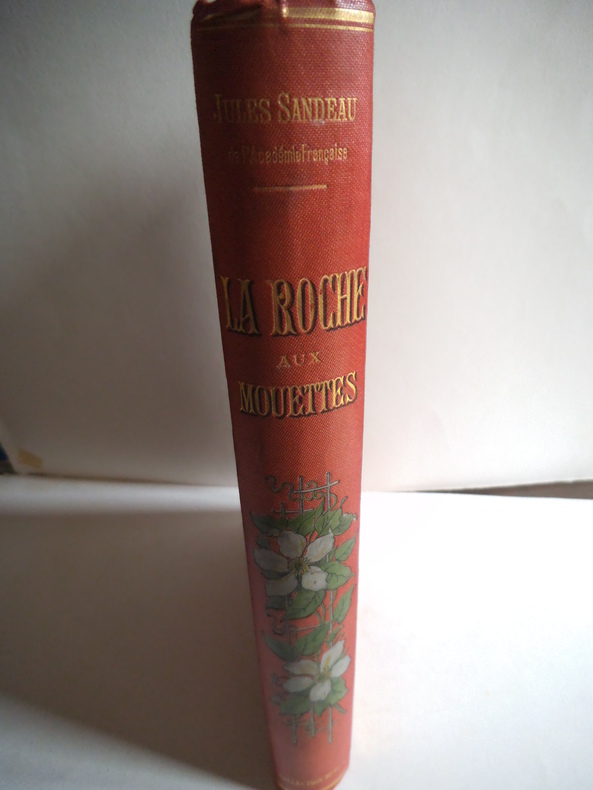 JULES SANDEAU
de l'Académie Française
LA ROCHE
AUX
MOUETTES